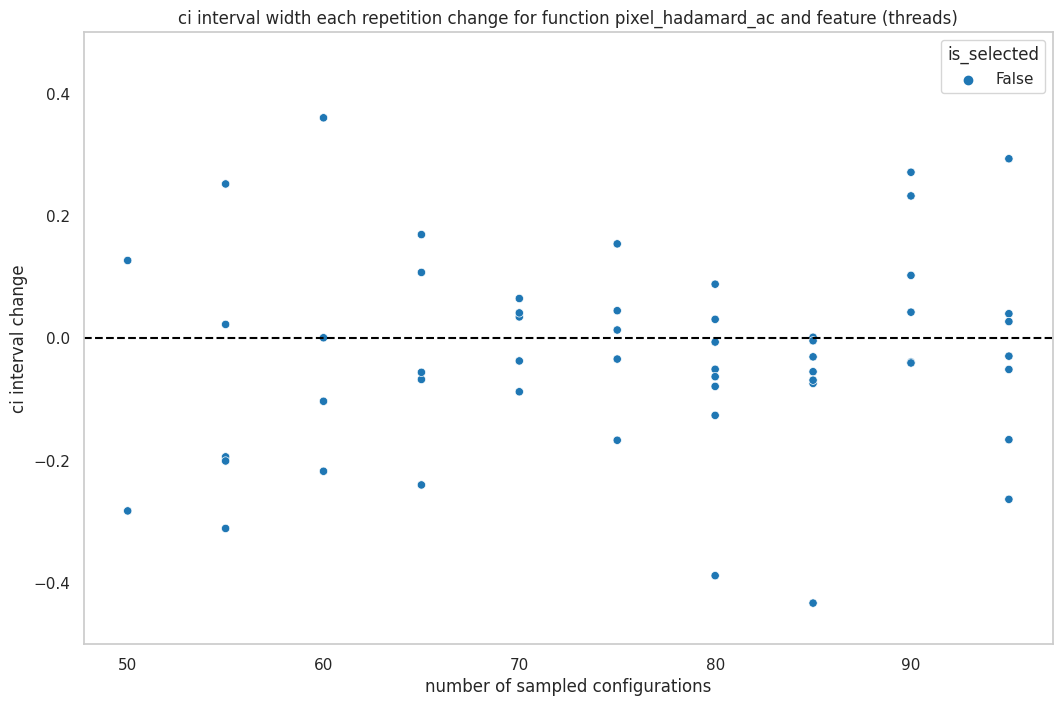 ci interval width each repetition change for function pixel_hadamard_ac and feature (threads)
is_selected
False
ci interval change
0.4
0.2
0.0
−0.2
−0.4
50
60
70
80
90
number of sampled configurations